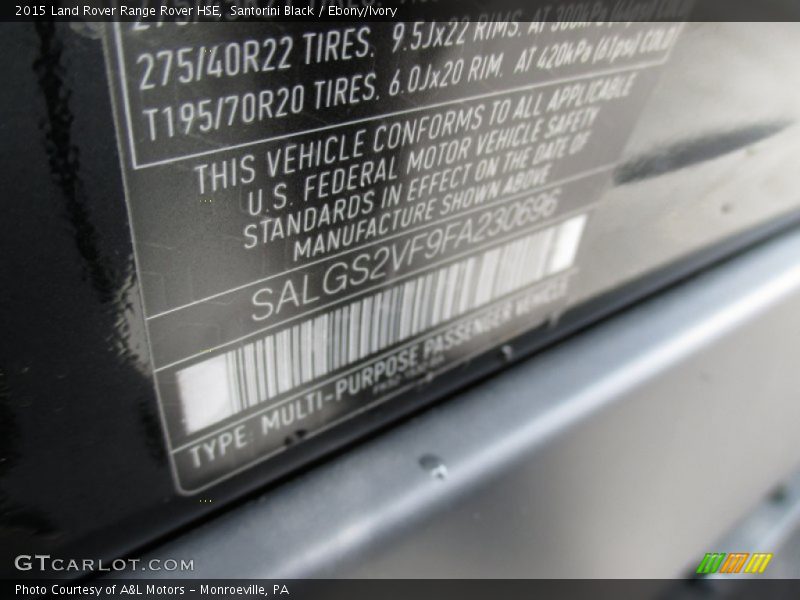 2015 Land Rover Range Rover HSE, Santorini Black / Ebony/Ivory
275/40R22 TIRES. 9.5Jx22 RIMS. AT 300kPa
T195/70R20 TIRES. 6.0Jx20 RIM. AT 420kPa (61psi) COLD
THIS VEHICLE CONFORMS TO ALL APPLICABLE
U.S. FEDERAL MOTOR VEHICLE SAFETY
STANDARDS IN EFFECT ON THE DATE OF
MANUFACTURE SHOWN ABOVE
SALGS2VF9FA230696
TYPE: MULTI-PURPOSE PASSENGER VEHICLE
GTCARLOT.COM
Photo Courtesy of A&L Motors - Monroeville, PA